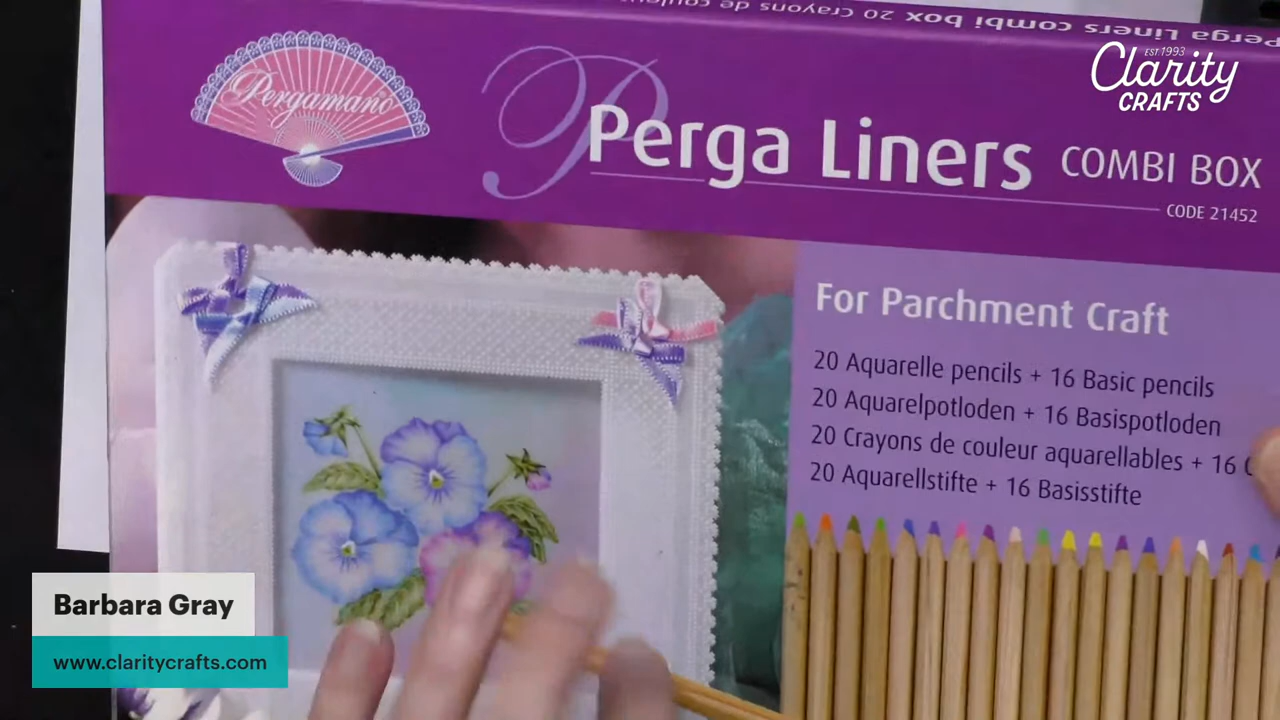 Perga Liners combi box 20 Crayons de couleur
EST. 1993
Clarity
CRAFTS
Pergamano
P
Perga Liners COMBI BOX
CODE 21452
For Parchment Craft
20 Aquarelle pencils + 16 Basic pencils
20 Aquarelpotloden + 16 Basispotloden
20 Crayons de couleur aquarellables + 16 C
20 Aquarellstifte + 16 Basisstifte
Barbara Gray
www.claritycrafts.com